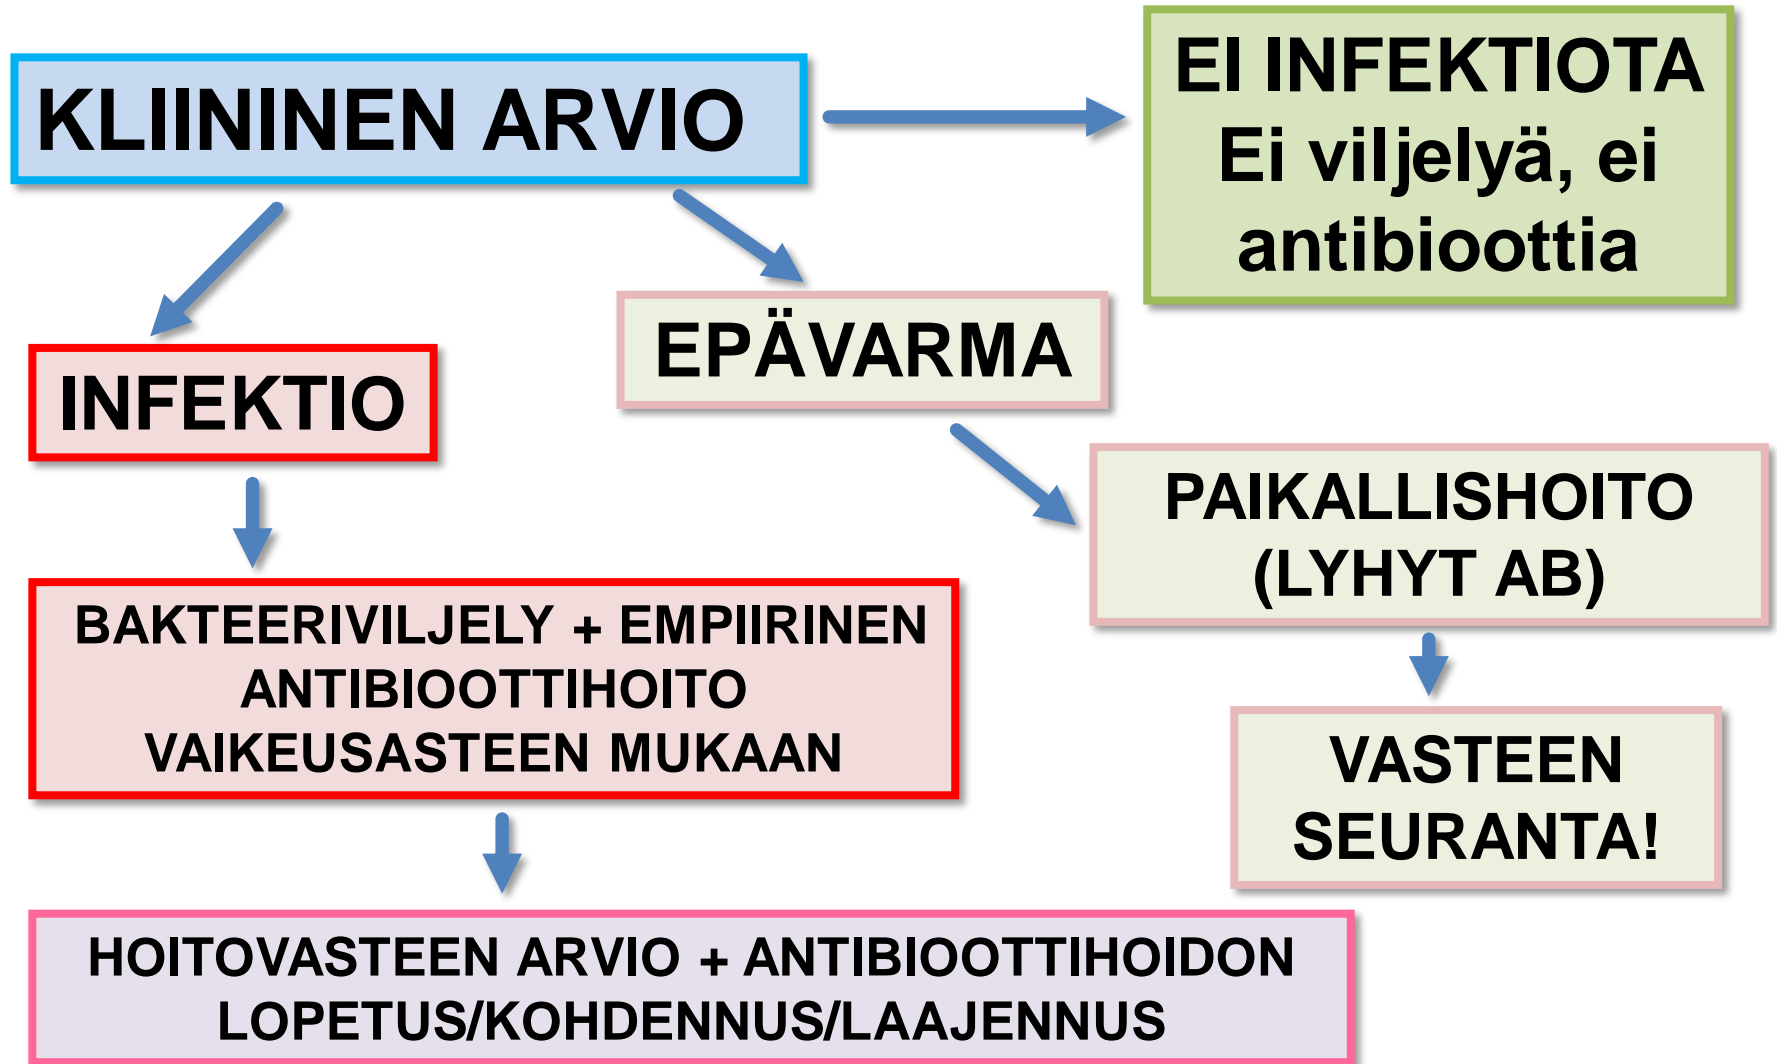 KLIININEN ARVIO
EI INFEKTIOTA
Ei viljelyä, ei
antibioottia
EPÄVARMA
INFEKTIO
PAIKALLISHOITO
(LYHYT AB)
BAKTEERIVILJELY + EMPIIRINEN
ANTIBIOOTTIHOITO
VAIKEUSASTEEN MUKAAN
VASTEEN
SEURANTA!
HOITOVASTEEN ARVIO + ANTIBIOOTTIHOIDON
LOPETUS/KOHDENNUS/LAAJENNUS